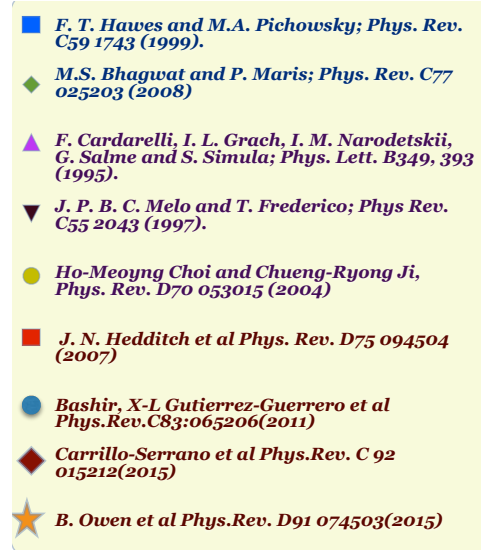 F. T. Hawes and M.A. Pichowsky; Phys. Rev.
C59 1743 (1999).
M.S. Bhagwat and P. Maris; Phys. Rev. C77
025203 (2008)
F. Cardarelli, I. L. Grach, I. M. Narodetskii,
G. Salme and S. Simula; Phys. Lett. B349, 393
(1995).
J. P. B. C. Melo and T. Frederico; Phys Rev.
C55 2043 (1997).
Ho-Meoyng Choi and Chueng-Ryong Ji,
Phys. Rev. D70 053015 (2004)
J. N. Hedditch et al Phys. Rev. D75 094504
(2007)
Bashir, X-L Gutierrez-Guerrero et al
Phys.Rev.C83:065206(2011)
Carrillo-Serrano et al Phys.Rev. C 92
015212(2015)
B. Owen et al Phys.Rev. D91 074503(2015)